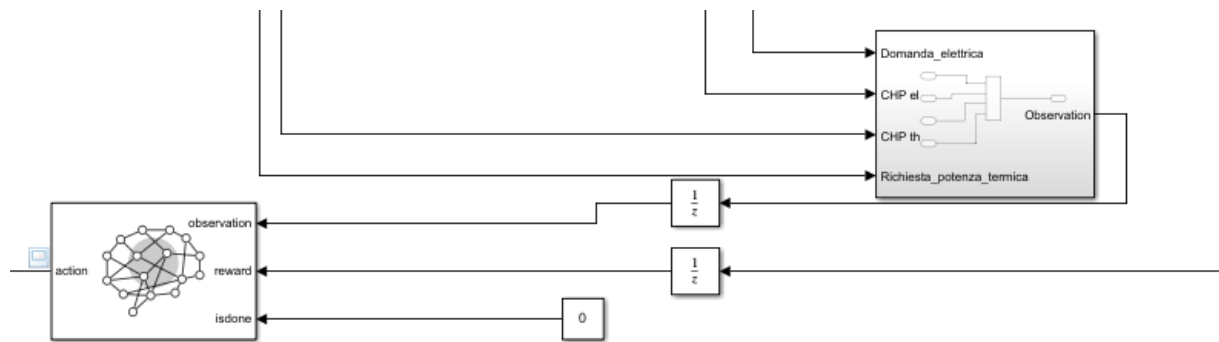 Domanda_elettrica
CHP el
CHP th
Observation
Richiesta_potenza_termica
1
z
observation
action
reward
1
z
isdone
0